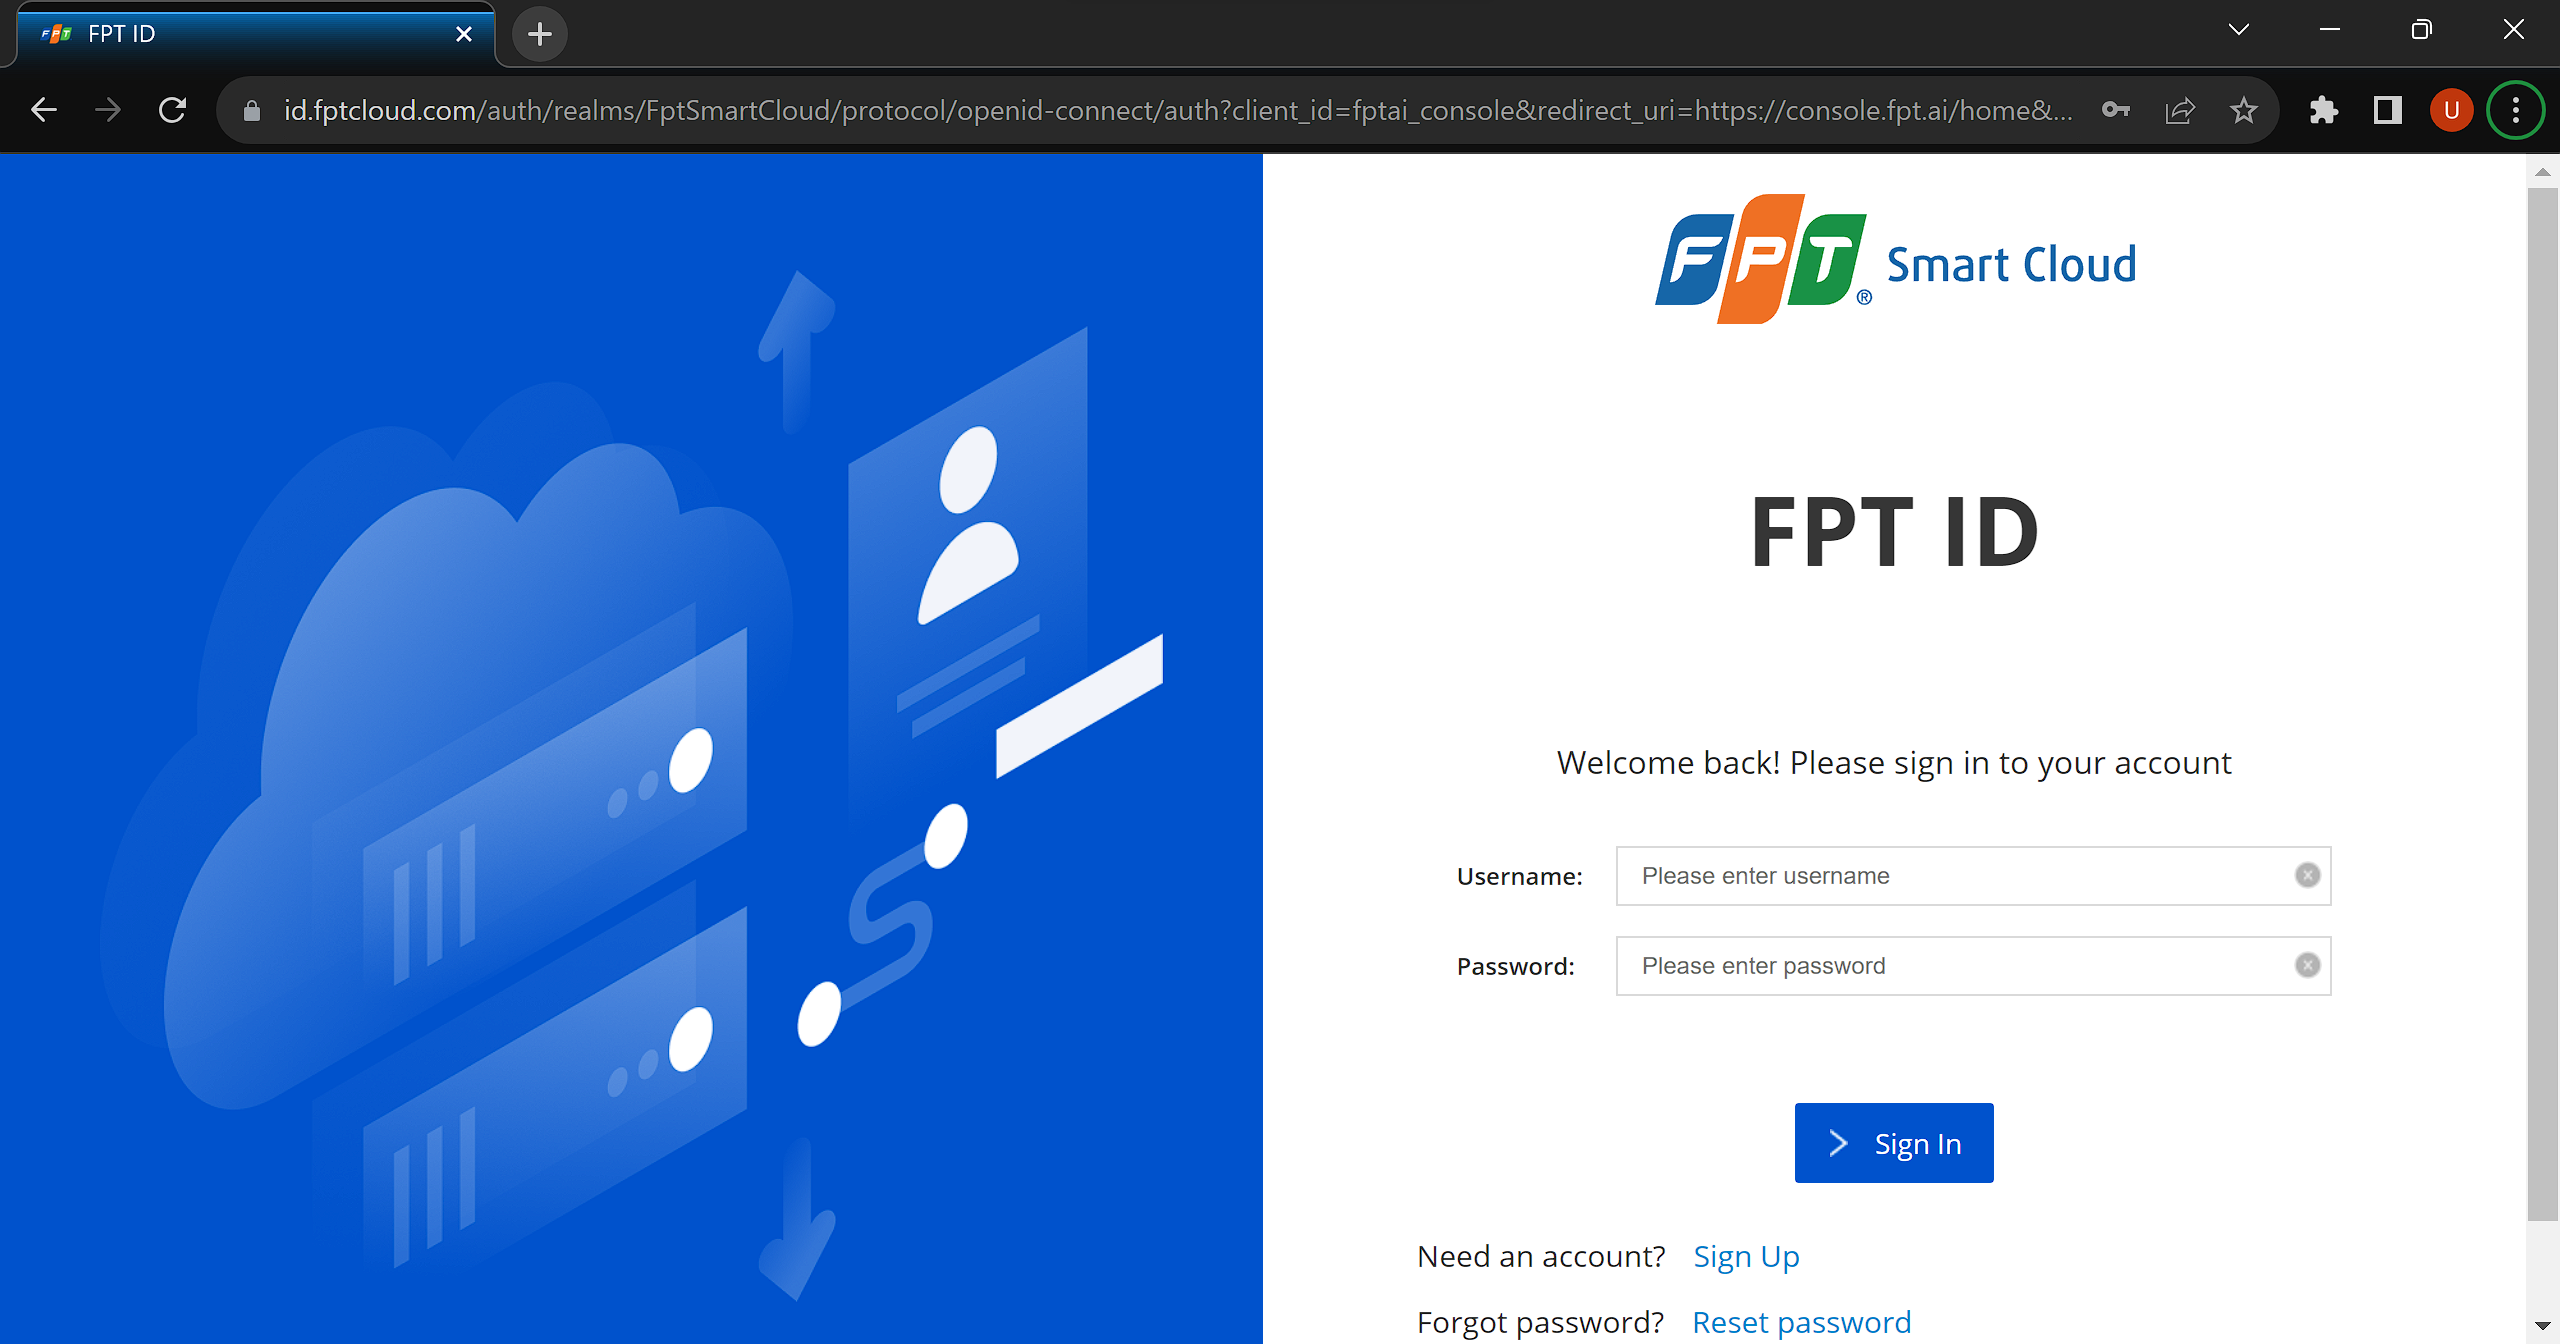 FPT FPT ID
id.fptcloud.com/auth/realms/FptSmartCloud/protocol/openid-connect/auth?client_id=fptai_console&redirect_uri=https://console.fpt.ai/home&...
U
FPT® Smart Cloud
FPT ID
Welcome back! Please sign in to your account
Username: Please enter username
Password: Please enter password
Sign In
Need an account? Sign Up
Forgot password? Reset password